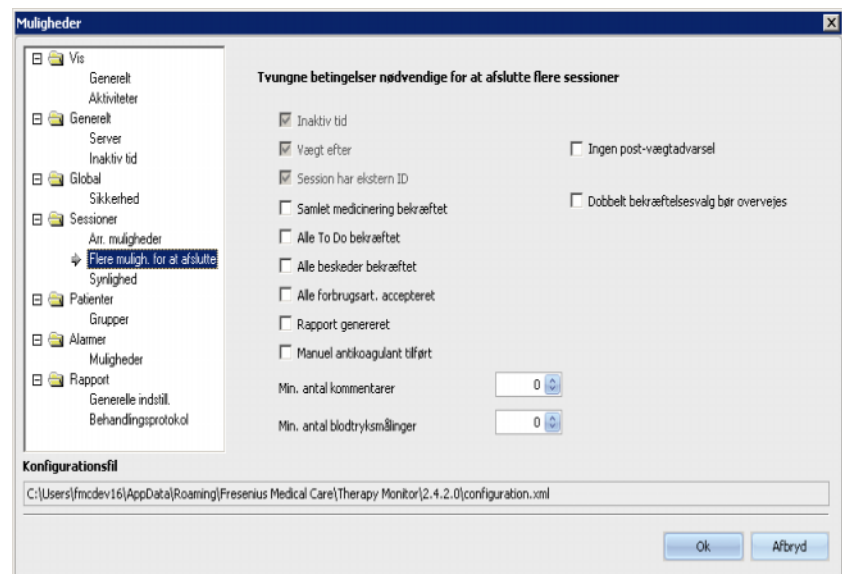 Muligheder
Vis
Generelt
Aktiviteter
Generelt
Server
Inaktiv tid
Global
Sikkerhed
Sessioner
Arr. muligheder
Flere muligh. for at afslutte
Synlighed
Patienter
Grupper
Alarmer
Muligheder
Rapport
Generelle indstill.
Behandlingsprotokol
Tvungne betingelser nødvendige for at afslutte flere sessioner
Inaktiv tid
Vægt efter
Ingen post-vægtadvarsel
Session har ekstern ID
Dobbelt bekræftelsesvalg bør overvejes
Samlet medicinering bekræftet
Alle To Do bekræftet
Alle beskeder bekræftet
Alle forbrugsart. accepteret
Rapport genereret
Manuel antikoagulant tilført
Min. antal kommentarer 0
Min. antal blodtryksmålinger 0
Konfigurationsfil
C:\Users\fmcdev16\AppData\Roaming\Fresenius Medical Care\Therapy Monitor\2.4.2.0\configuration.xml
Ok Afbryd